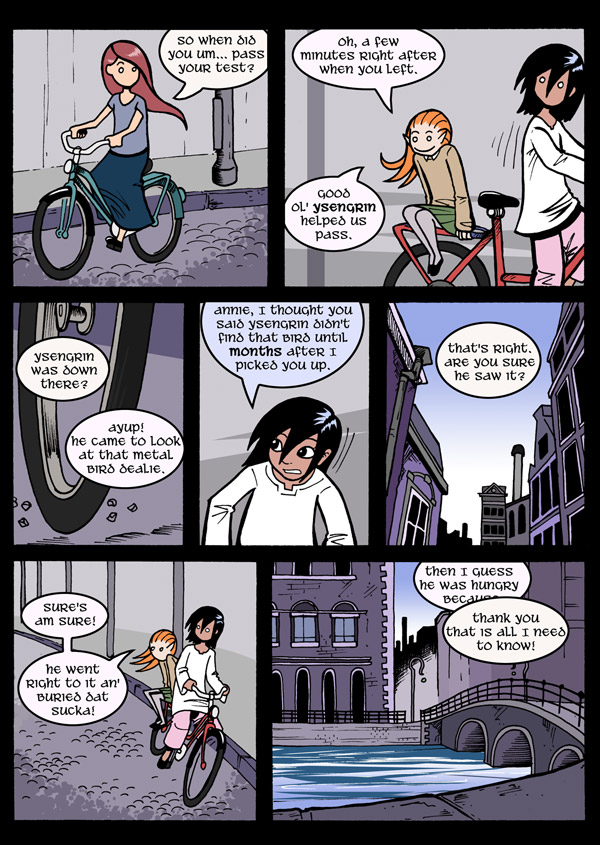 So when did
you um... pass
your test?
Oh, a few
minutes right after
when you left.
Good
ol' Ysengrin
helped us
pass.
Ysengrin
was down
there?
Ayup!
He came to look
at that metal
bird dealie.
Annie, I thought you
said Ysengrin didn't
find that bird until
months after I
picked you up.
That's right.
Are you sure
he saw it?
Sure's
am sure!
He went
right to it an'
buried dat
sucka!
Then I guess
he was hungry
because
Thank you
that is all I need
to know!